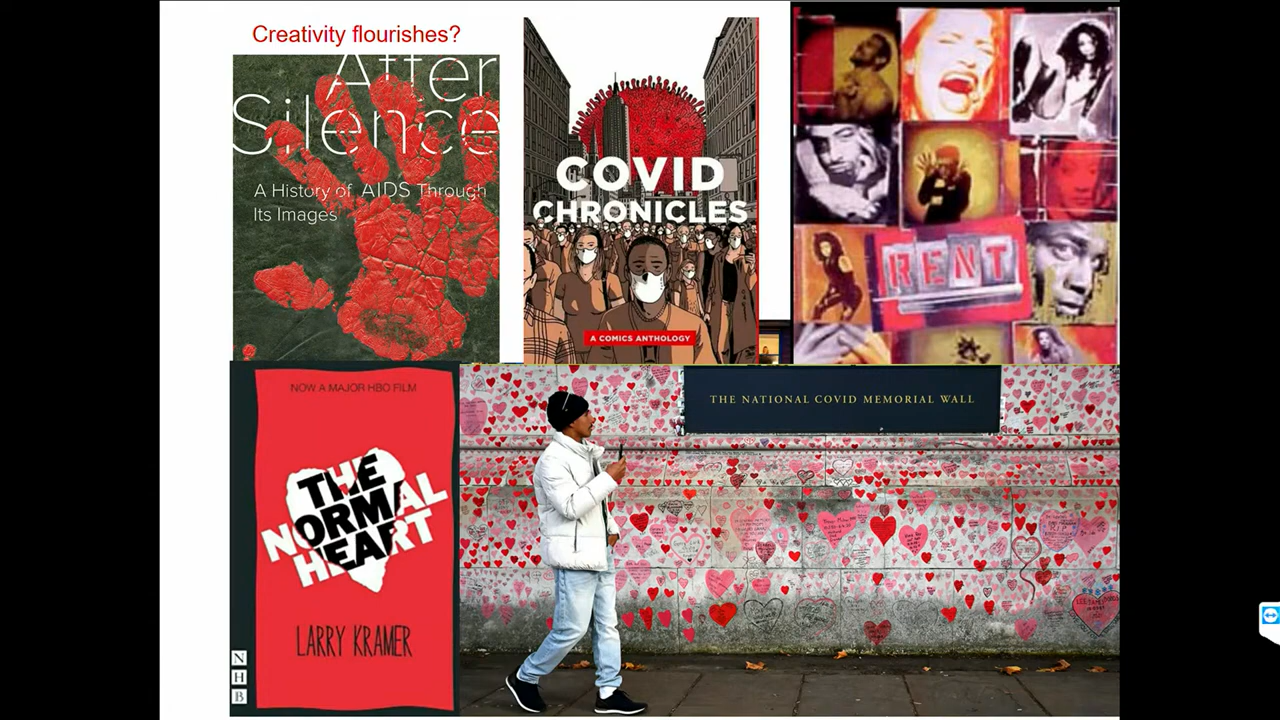 Creativity flourishes?
After
Silence
A History of AIDS Through
Its Images
COVID
CHRONICLES
A COMICS ANTHOLOGY
RENT
NOW A MAJOR HBO FILM
THE
NORMAL
HEART
LARRY KRAMER
N
H
B
THE NATIONAL COVID MEMORIAL WALL